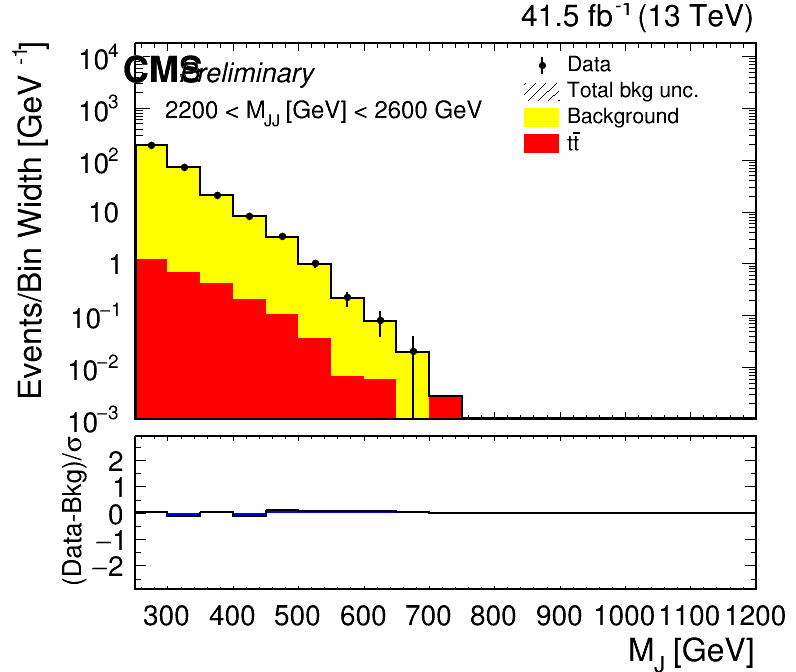 41.5 fb⁻¹ (13 TeV)
CMS Preliminary
2200 < M_JJ [GeV] < 2600 GeV
Data
Total bkg unc.
Background
tt̄
Events/Bin Width [GeV⁻¹]
10⁴
10³
10²
10
1
10⁻¹
10⁻²
10⁻³
(Data-Bkg)/σ
2
1
0
−1
−2
300 400 500 600 700 800 900 1000 1100 1200
M_J [GeV]